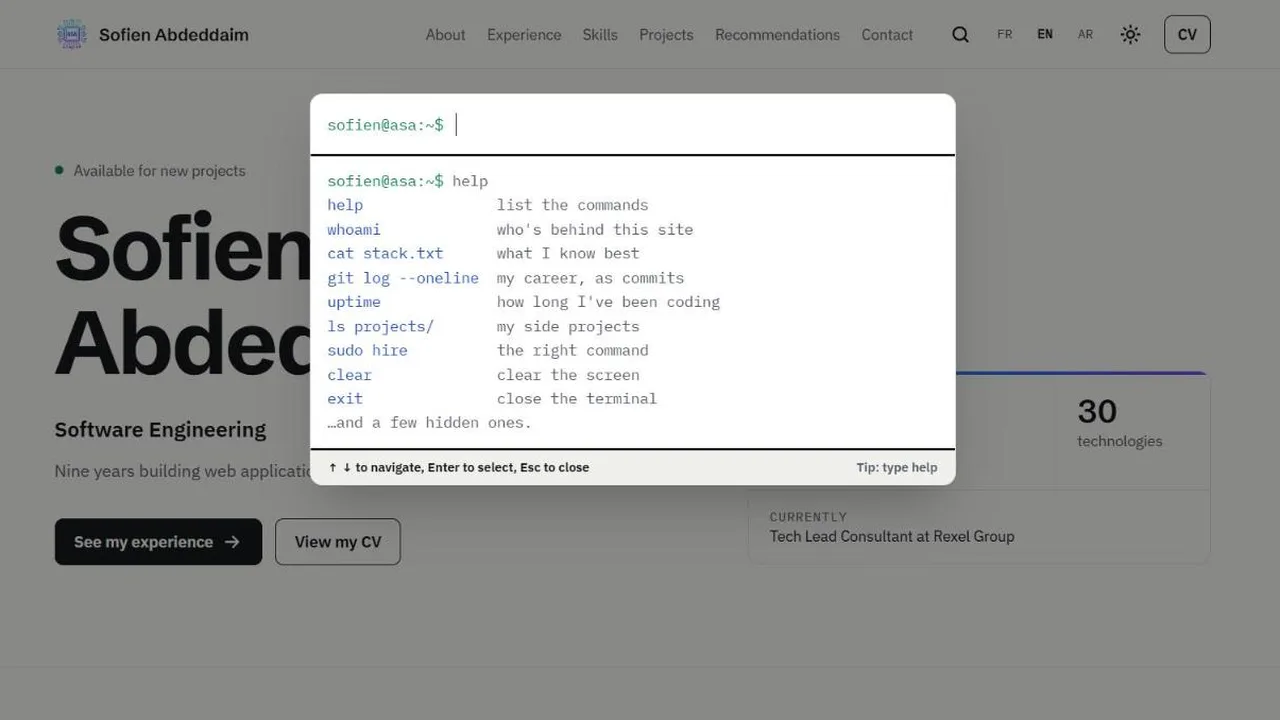 Sofien Abdeddaim
About Experience Skills Projects Recommendations Contact FR EN AR CV
sofien@asa:~$
sofien@asa:~$ help
help list the commands
whoami who's behind this site
cat stack.txt what I know best
git log --oneline my career, as commits
uptime how long I've been coding
ls projects/ my side projects
sudo hire the right command
clear clear the screen
exit close the terminal
…and a few hidden ones.
↑ ↓ to navigate, Enter to select, Esc to close Tip: type help
Available for new projects
Sofien
Abded
Software Engineering
Nine years building web applicatio
See my experience → View my CV
30
technologies
CURRENTLY
Tech Lead Consultant at Rexel Group